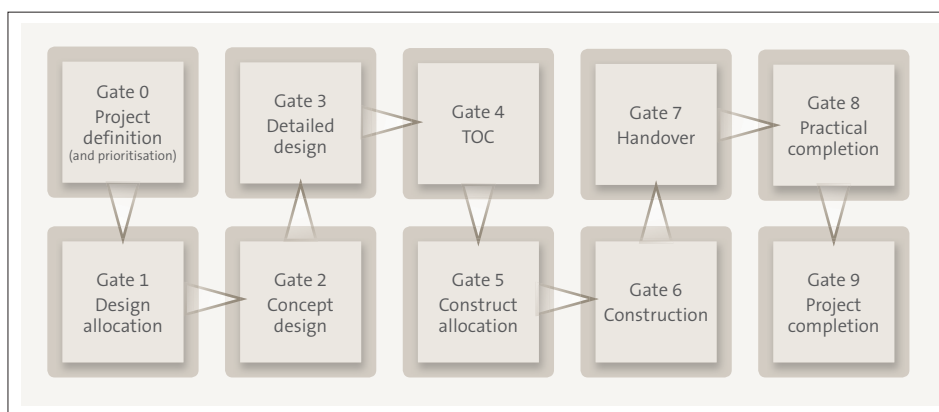 Gate 0
Project
definition
(and prioritisation)
Gate 1
Design
allocation
Gate 2
Concept
design
Gate 3
Detailed
design
Gate 4
TOC
Gate 5
Construct
allocation
Gate 6
Construction
Gate 7
Handover
Gate 8
Practical
completion
Gate 9
Project
completion